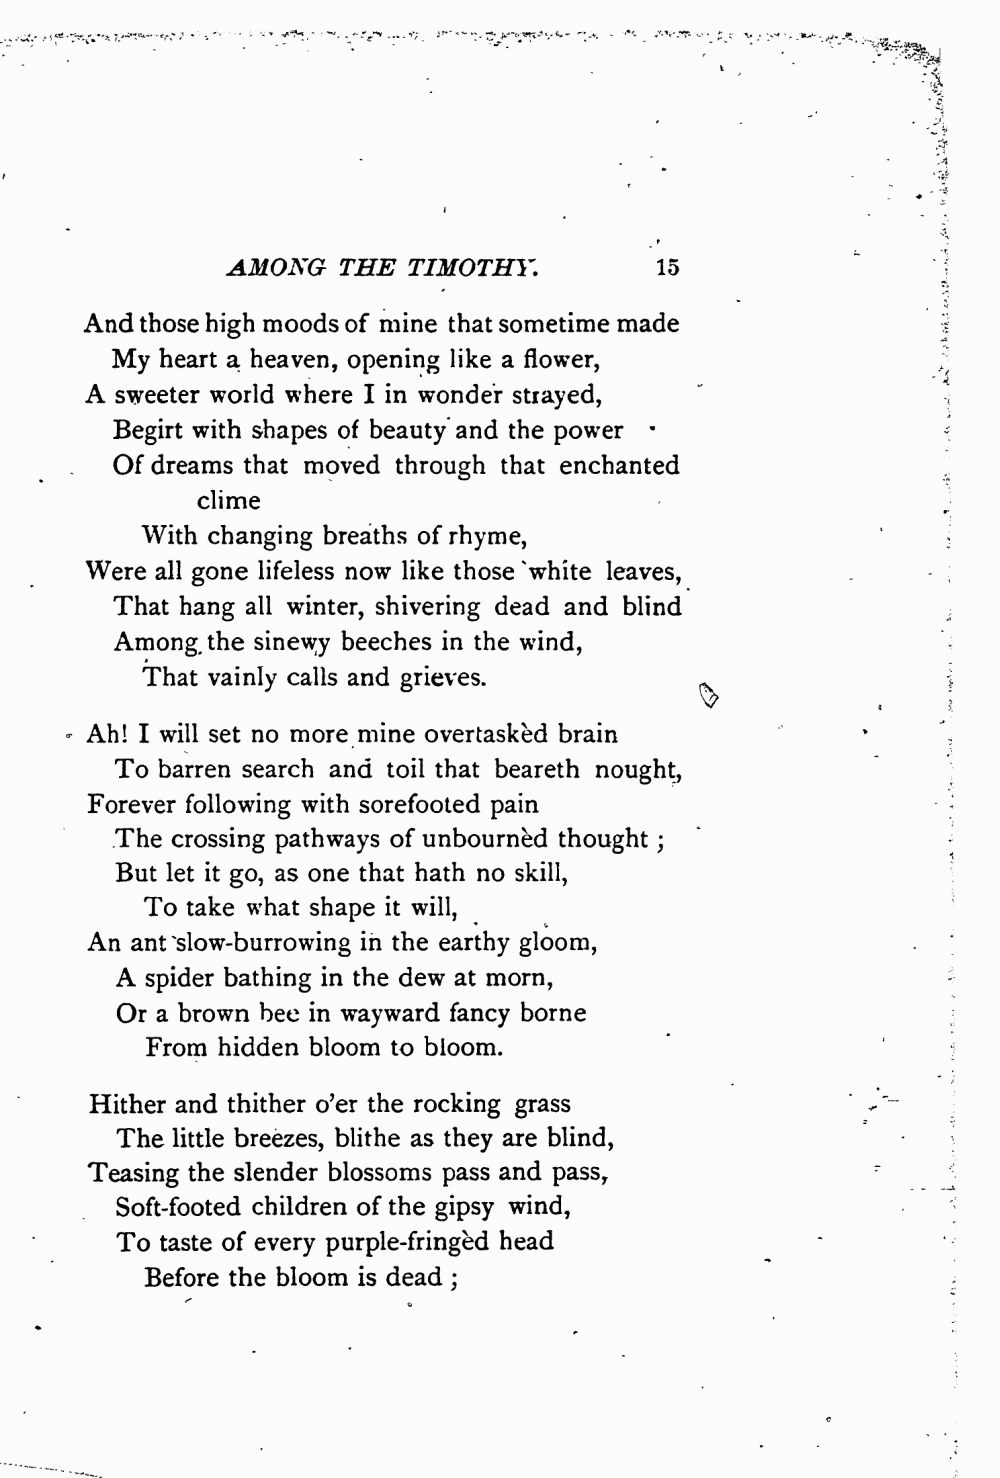 AMONG THE TIMOTHY. 15
And those high moods of mine that sometime made
My heart a heaven, opening like a flower,
A sweeter world where I in wonder strayed,
Begirt with shapes of beauty and the power
Of dreams that moved through that enchanted
clime
With changing breaths of rhyme,
Were all gone lifeless now like those white leaves,
That hang all winter, shivering dead and blind
Among the sinewy beeches in the wind,
That vainly calls and grieves.
Ah! I will set no more mine overtaskèd brain
To barren search and toil that beareth nought,
Forever following with sorefooted pain
The crossing pathways of unbournèd thought ;
But let it go, as one that hath no skill,
To take what shape it will,
An ant slow-burrowing in the earthy gloom,
A spider bathing in the dew at morn,
Or a brown bee in wayward fancy borne
From hidden bloom to bloom.
Hither and thither o'er the rocking grass
The little breezes, blithe as they are blind,
Teasing the slender blossoms pass and pass,
Soft-footed children of the gipsy wind,
To taste of every purple-fringèd head
Before the bloom is dead ;